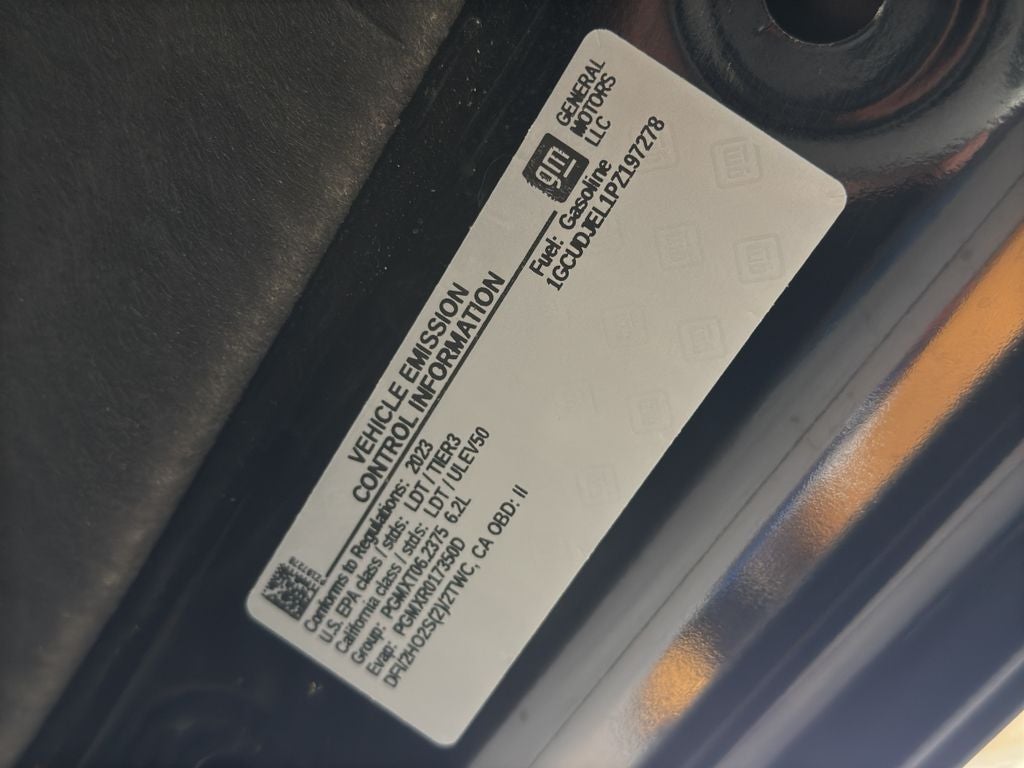 gm
GENERAL
MOTORS
LLC
VEHICLE EMISSION
CONTROL INFORMATION
Conforms to Regulations: 2023
U.S. EPA class / stds: LDT / TIER3
California class / stds: LDT / ULEV50
Group: PGMXT06.2375 6.2L
Evap: PGMXR017350D
DFI/2HO2S(2)/2TWC, CA OBD: II
Fuel: Gasoline
1GCUDJEL1PZ197278